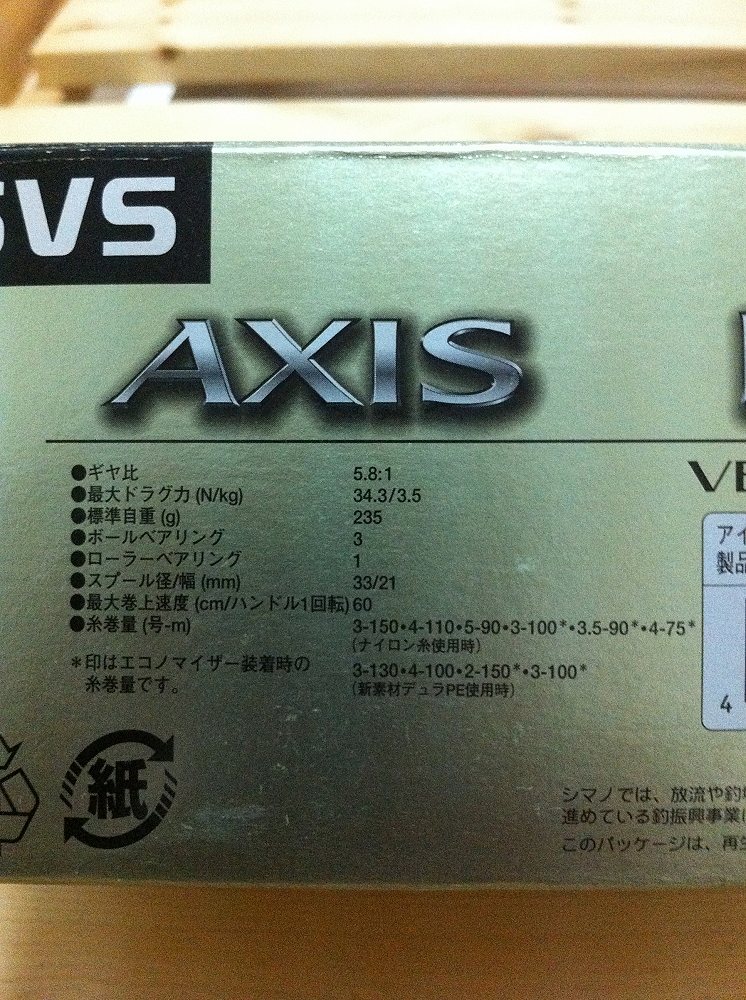 SVS
AXIS
●ギヤ比 5.8:1
●最大ドラグ力 (N/kg) 34.3/3.5
●標準自重 (g) 235
●ボールベアリング 3
●ローラーベアリング 1
●スプール径/幅 (mm) 33/21
●最大巻上速度 (cm/ハンドル1回転) 60
●糸巻量 (号-m) 3-150•4-110•5-90•3-100*•3.5-90*•4-75*
(ナイロン糸使用時)
*印はエコノマイザー装着時の
糸巻量です。
3-130•4-100•2-150*•3-100*
(新素材デュラPE使用時)
VE
アイ
製品
4
紙
シマノでは、放流や釣
進めている釣振興事業
このパッケージは、再